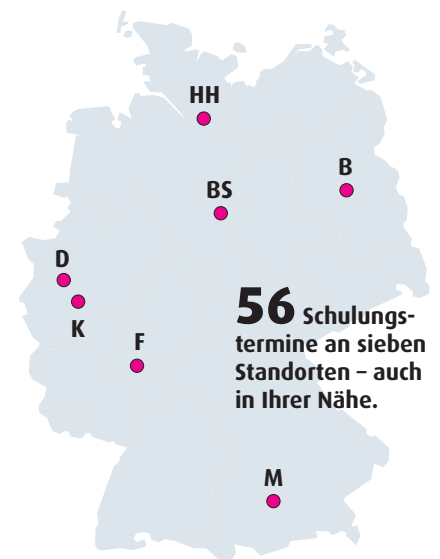 HH
B
BS
D
K
F
56 Schulungs-
termine an sieben
Standorten – auch
in Ihrer Nähe.
M